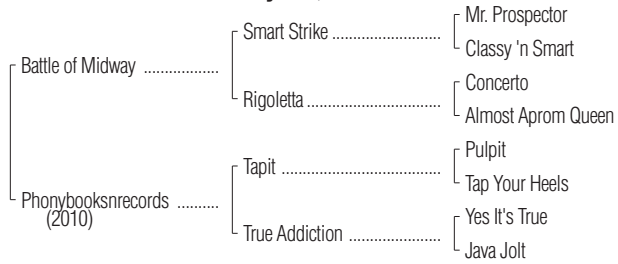 Mr. Prospector
Smart Strike ........................
Classy 'n Smart
Battle of Midway ..................
Concerto
Rigoletta ..............................
Almost Aprom Queen
Pulpit
Tapit ....................................
Tap Your Heels
Phonybooksnrecords ..........
(2010)
Yes It's True
True Addiction .....................
Java Jolt